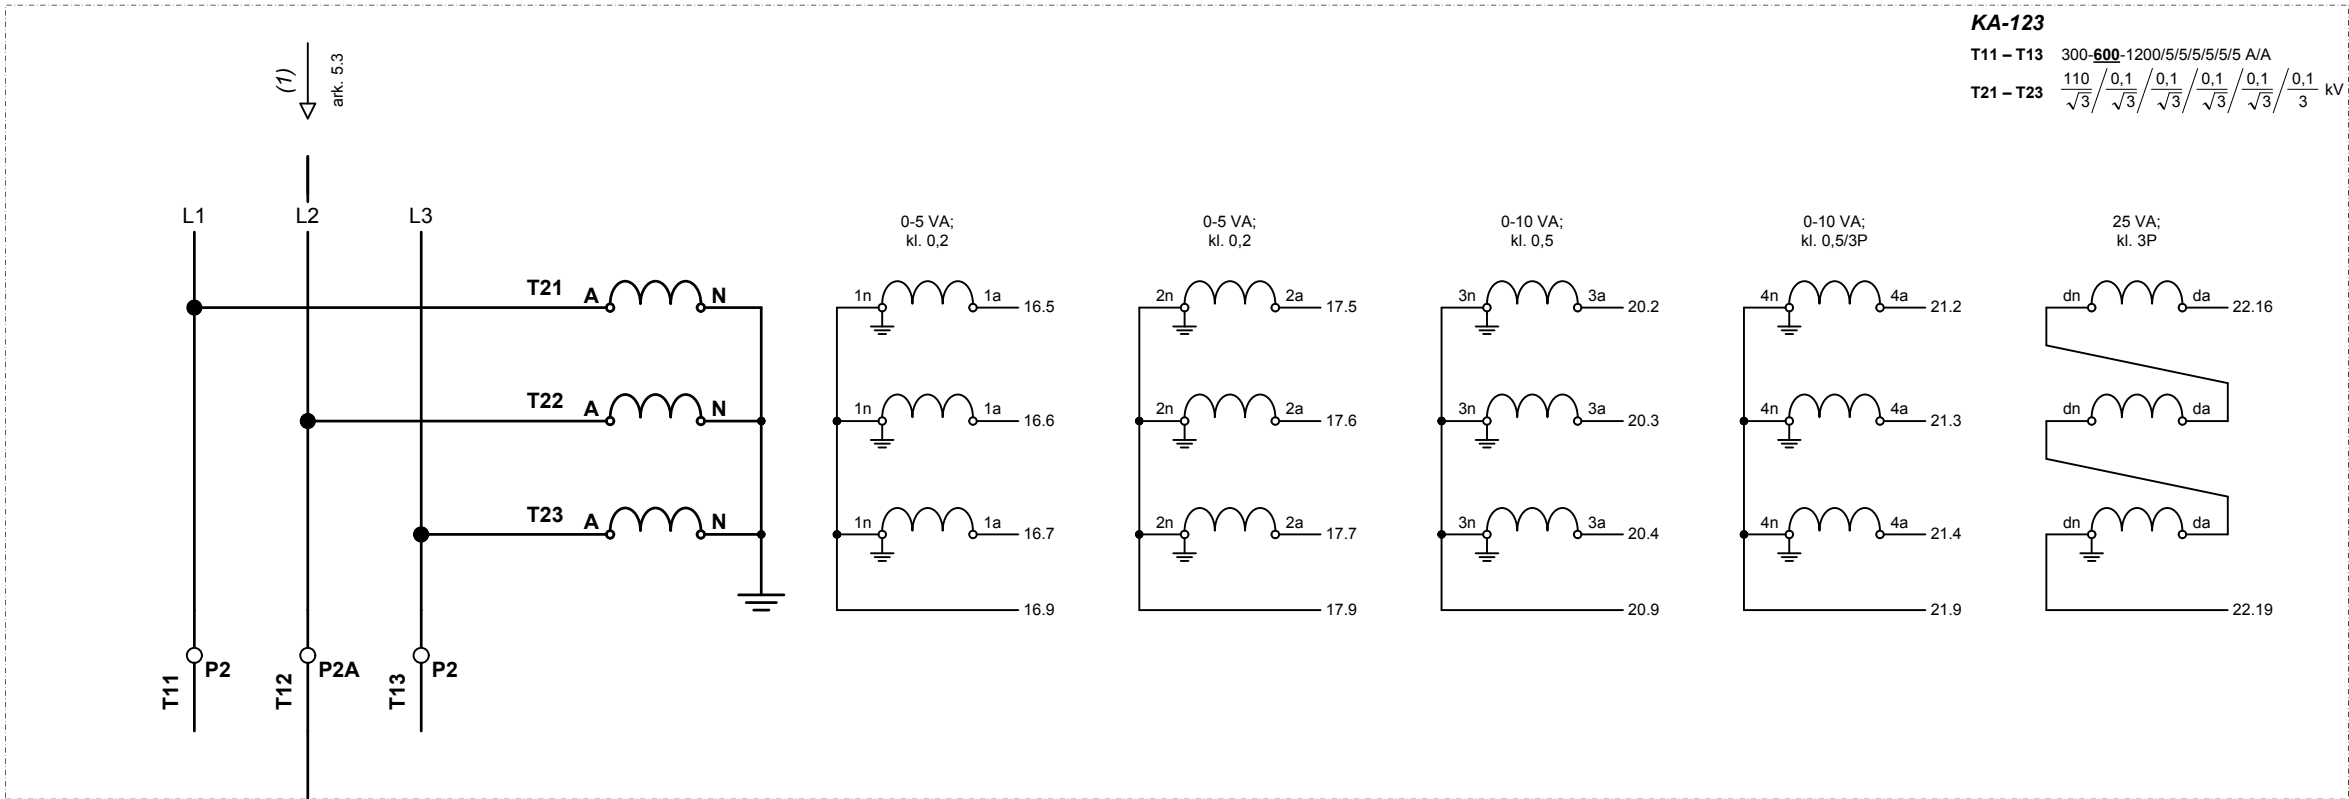 KA-123
T11 – T13 300-600-1200/5/5/5/5/5/5 A/A
T21 – T23 110/√3 / 0,1/√3 / 0,1/√3 / 0,1/√3 / 0,1/√3 / 0,1/3 kV
(1)
ark. 5.3
L1 L2 L3
0-5 VA;
kl. 0,2
0-5 VA;
kl. 0,2
0-10 VA;
kl. 0,5
0-10 VA;
kl. 0,5/3P
25 VA;
kl. 3P
T21 A N 1n 1a 16.5 2n 2a 17.5 3n 3a 20.2 4n 4a 21.2 dn da 22.16
T22 A N 1n 1a 16.6 2n 2a 17.6 3n 3a 20.3 4n 4a 21.3 dn da
T23 A N 1n 1a 16.7 2n 2a 17.7 3n 3a 20.4 4n 4a 21.4 dn da
16.9 17.9 20.9 21.9 22.19
P2 P2A P2
T11 T12 T13